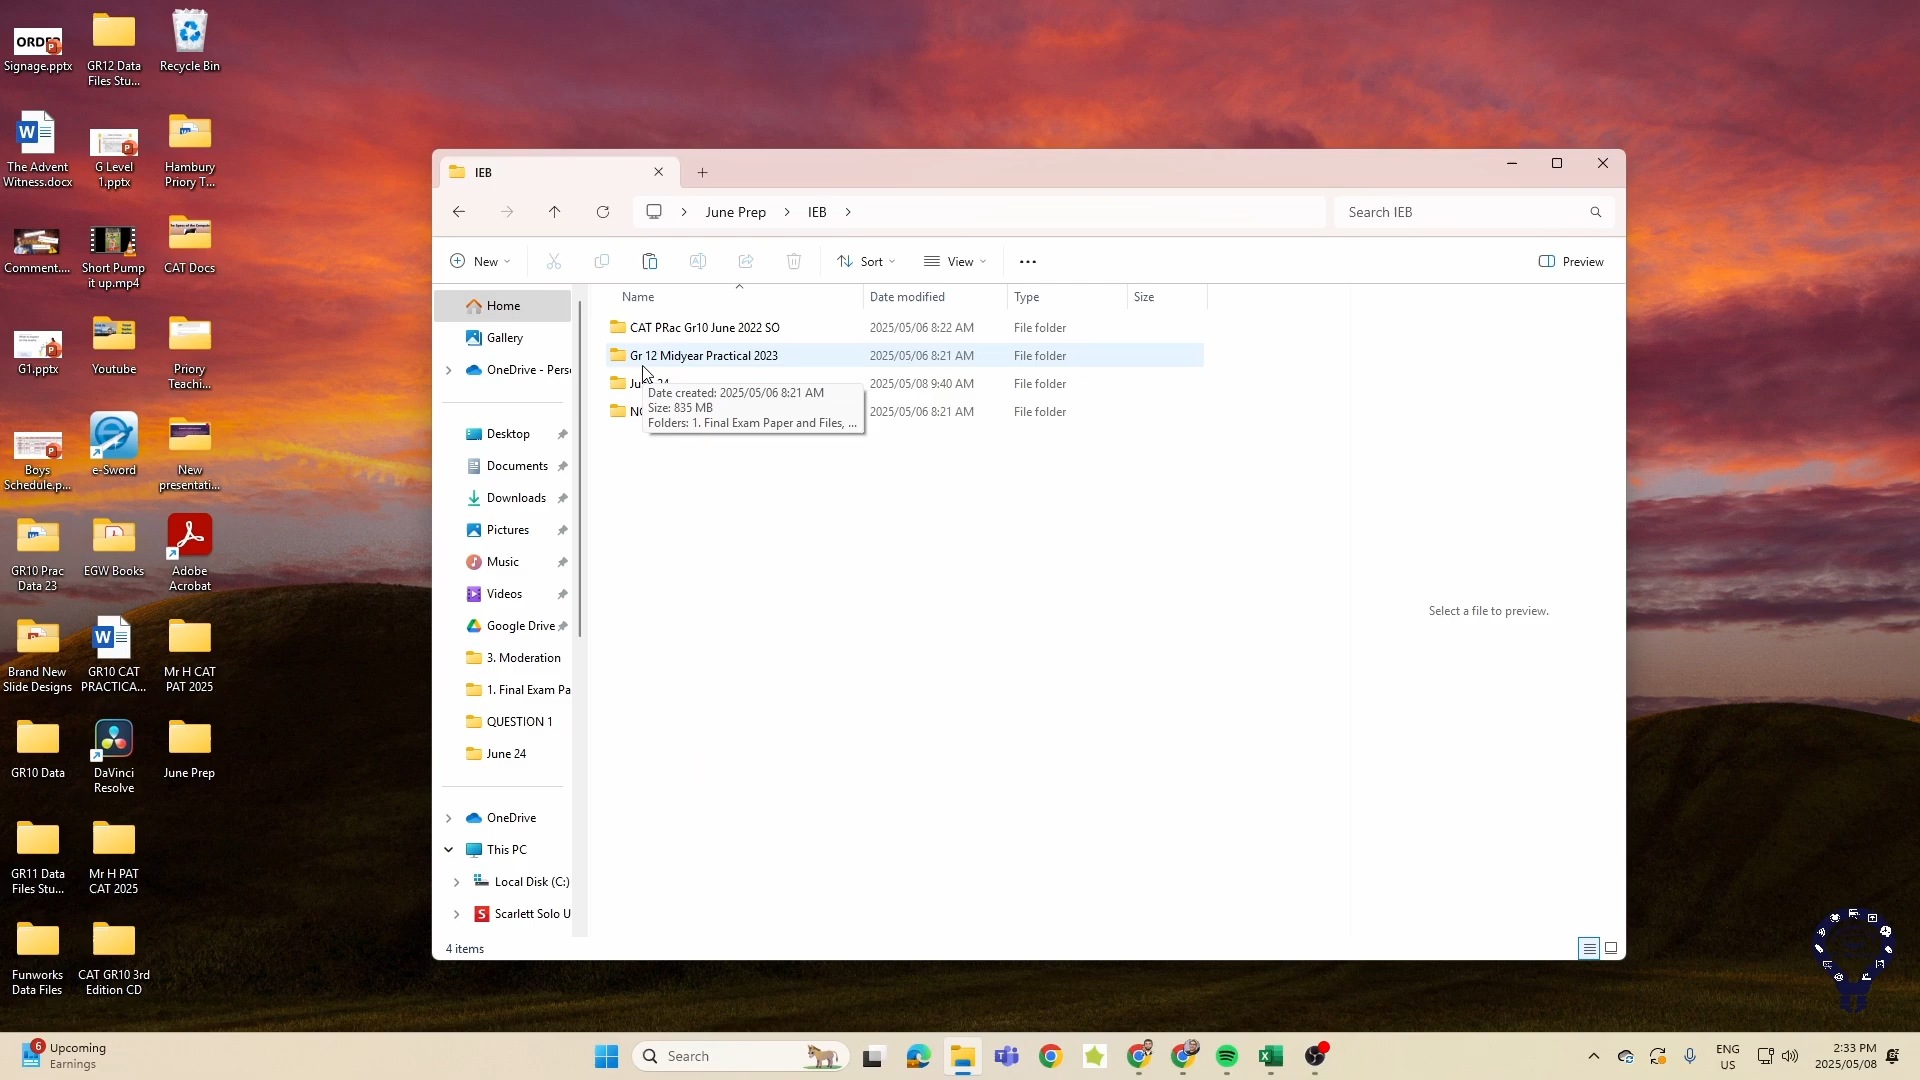 ORDER
Signage.pptx
GR12 Data
Files Stu...
Recycle Bin
The Advent
Witness.docx
G Level
1.pptx
Hambury
Priory T...
Comment....
Short Pump
it up.mp4
CAT Docs
G1.pptx
Youtube
Priory
Teachi...
Boys
Schedule.p...
e-Sword
New
presentati...
GR10 Prac
Data 23
EGW Books
Adobe
Acrobat
Brand New
Slide Designs
GR10 CAT
PRACTICA...
Mr H CAT
PAT 2025
GR10 Data
DaVinci
Resolve
June Prep
GR11 Data
Files Stu...
Mr H PAT
CAT 2025
Funworks
Data Files
CAT GR10 3rd
Edition CD
IEB
June Prep
IEB
Search IEB
New
Sort
View
Preview
Home
Gallery
OneDrive - Perso
Desktop
Documents
Downloads
Pictures
Music
Videos
Google Drive
3. Moderation
1. Final Exam Pa
QUESTION 1
June 24
OneDrive
This PC
Local Disk (C:)
Scarlett Solo U
Name
Date modified
Type
Size
CAT PRac Gr10 June 2022 SO
2025/05/06 8:22 AM
File folder
Gr 12 Midyear Practical 2023
2025/05/06 8:21 AM
File folder
2025/05/08 9:40 AM
File folder
2025/05/06 8:21 AM
File folder
Date created: 2025/05/06 8:21 AM
Size: 835 MB
Folders: 1. Final Exam Paper and Files, ...
Select a file to preview.
4 items
6
Upcoming
Earnings
Search
ENG
US
2:33 PM
2025/05/08